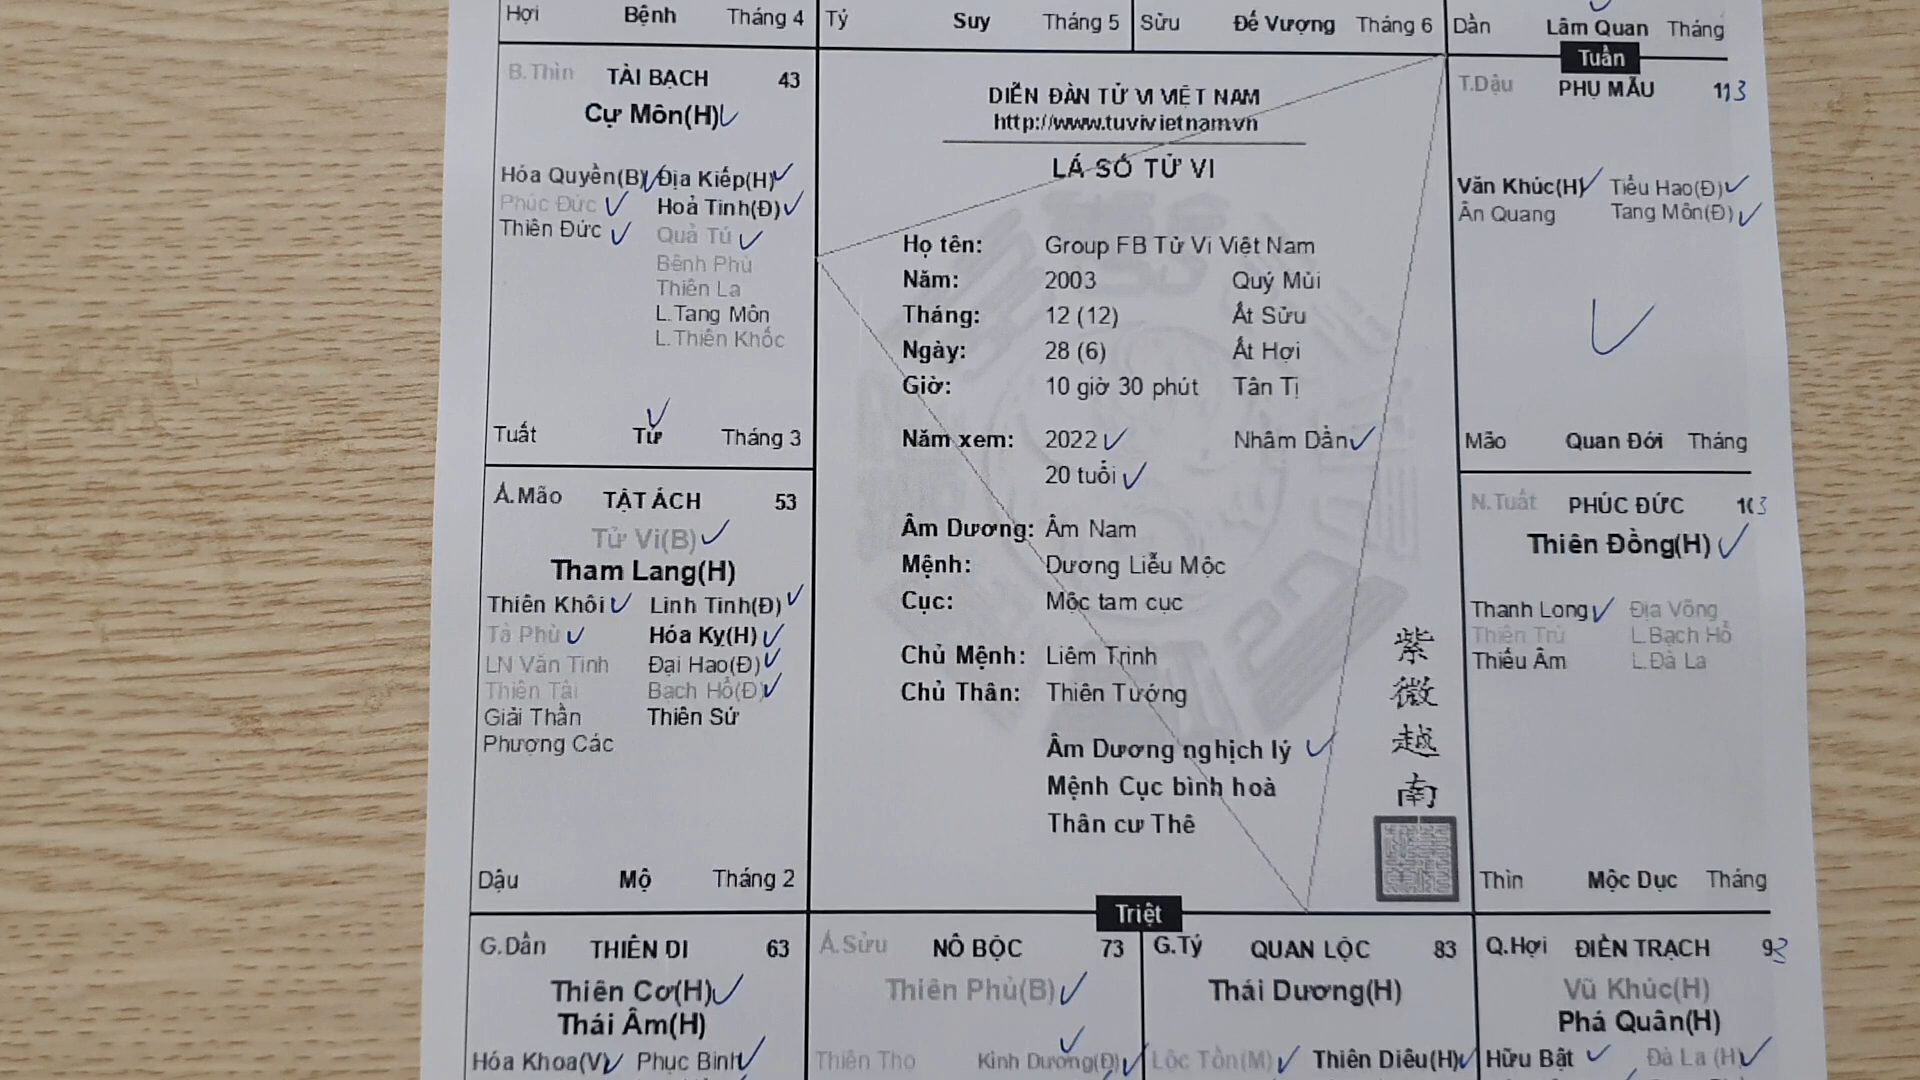 Hợi Bệnh Tháng 4
Tý Suy Tháng 5
Sửu Đế Vượng Tháng 6
Dần Lâm Quan Tháng
Tuần
B.Thìn TÀI BẠCH 43
Cự Môn(H)
Hóa Quyền(B) Địa Kiếp(H)
Phúc Đức Hoả Tinh(Đ)
Thiên Đức Quả Tú
Bệnh Phù
Thiên La
L.Tang Môn
L.Thiên Khốc
Tuất Tử Tháng 3
DIỄN ĐÀN TỬ VI VIỆT NAM
http://www.tuvivietnam.vn
LÁ SỐ TỬ VI
Họ tên: Group FB Tử Vi Việt Nam
Năm: 2003 Quý Mùi
Tháng: 12 (12) Ất Sửu
Ngày: 28 (6) Ất Hợi
Giờ: 10 giờ 30 phút Tân Tị
Năm xem: 2022 Nhâm Dần
20 tuổi
Âm Dương: Âm Nam
Mệnh: Dương Liễu Mộc
Cục: Mộc tam cục
Chủ Mệnh: Liêm Trinh
Chủ Thân: Thiên Tướng
Âm Dương nghịch lý
Mệnh Cục bình hoà
Thân cư Thê
紫
微
越
南
T.Dậu PHỤ MẪU 113
Văn Khúc(H) Tiểu Hao(Đ)
Ân Quang Tang Môn(Đ)
Mão Quan Đới Tháng
Ấ.Mão TẬT ÁCH 53
Tử Vi(B)
Tham Lang(H)
Thiên Khôi Linh Tinh(Đ)
Tả Phù Hóa Kỵ(H)
LN Văn Tinh Đại Hao(Đ)
Thiên Tài Bạch Hổ(Đ)
Giải Thần Thiên Sứ
Phượng Các
Dậu Mộ Tháng 2
N.Tuất PHÚC ĐỨC 103
Thiên Đồng(H)
Thanh Long Địa Võng
Thiên Trù L.Bạch Hổ
Thiếu Âm L.Đà La
Thìn Mộc Dục Tháng
Triệt
G.Dần THIÊN DI 63
Thiên Cơ(H)
Thái Âm(H)
Hóa Khoa(V) Phục Binh
Ấ.Sửu NÔ BỘC 73
Thiên Phủ(B)
Thiên Thọ Kình Dương(Đ)
G.Tý QUAN LỘC 83
Thái Dương(H)
Lộc Tồn(M) Thiên Diêu(H)
Q.Hợi ĐIỀN TRẠCH 93
Vũ Khúc(H)
Phá Quân(H)
Hữu Bật Đà La (H)